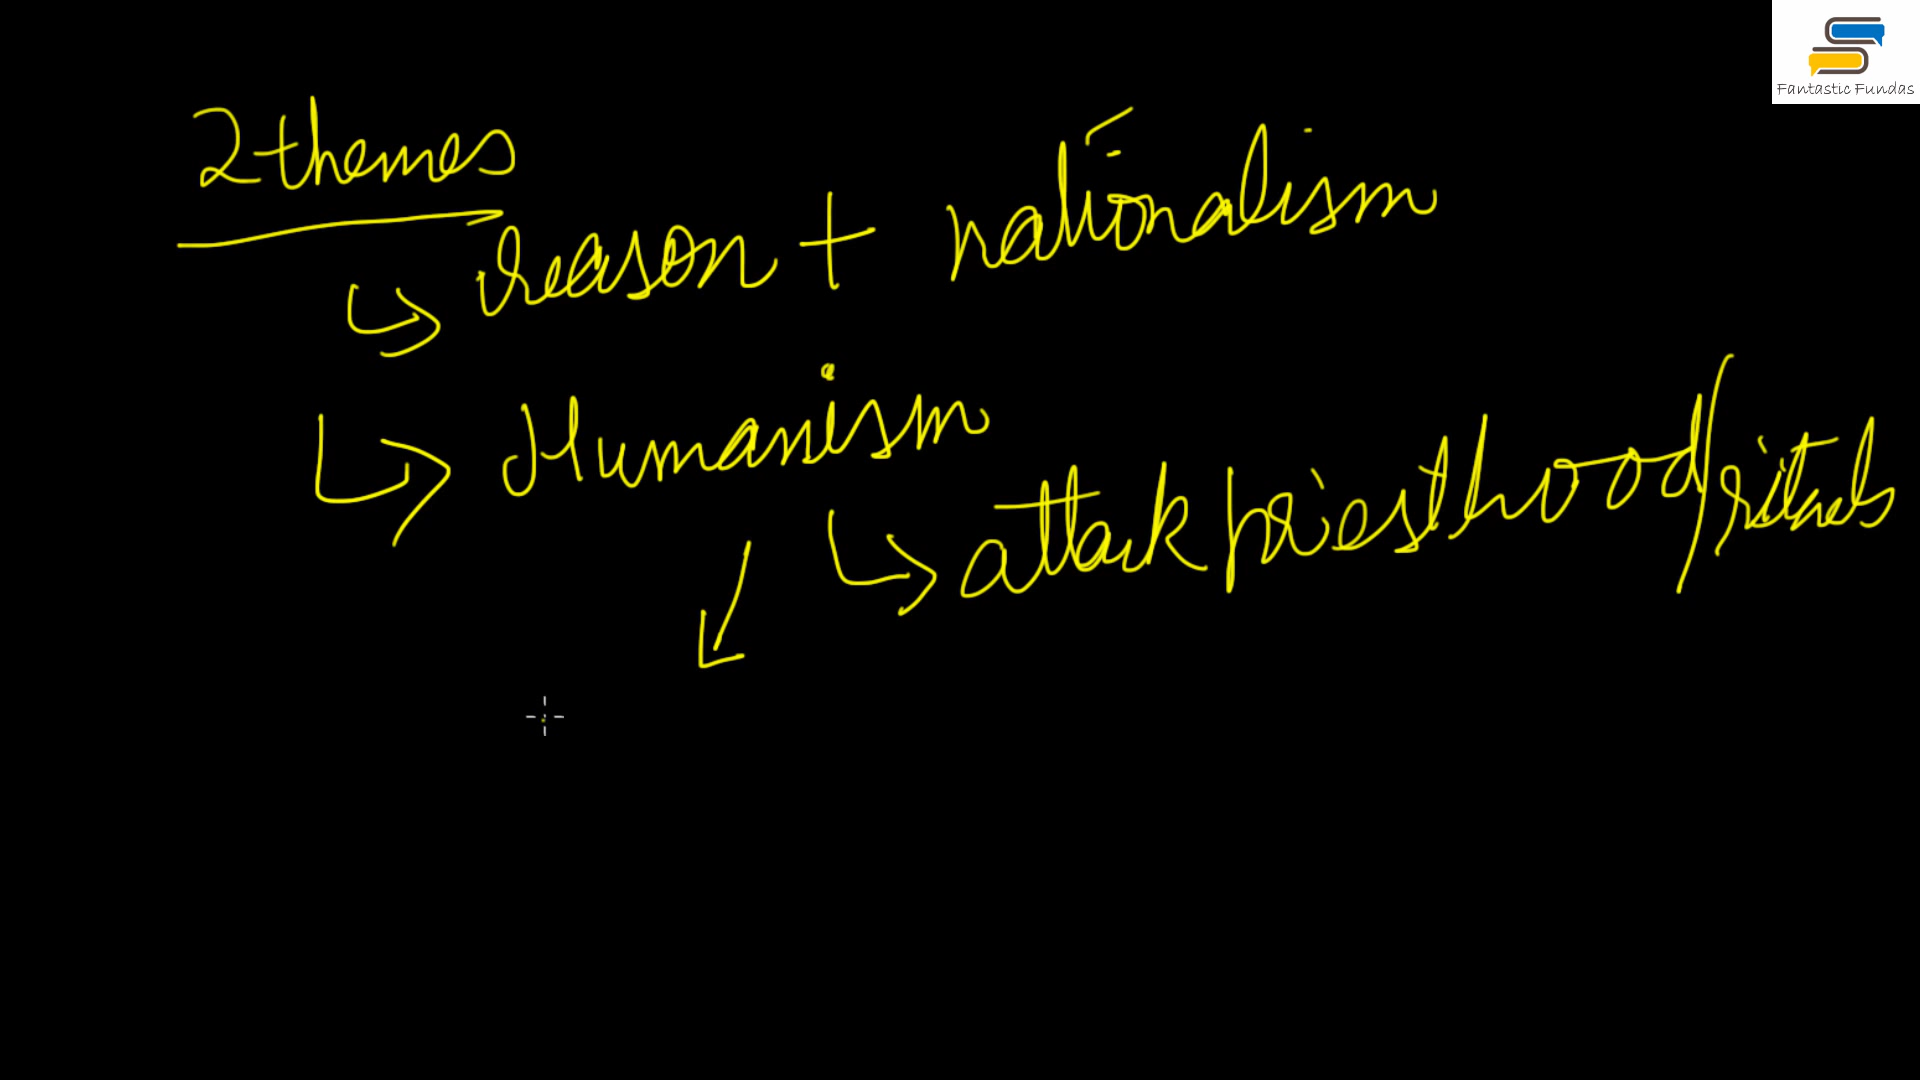 Fantastic Fundas
2 themes
↳ reason + rationalism
↳ Humanism
↳ attack priesthood/rituals